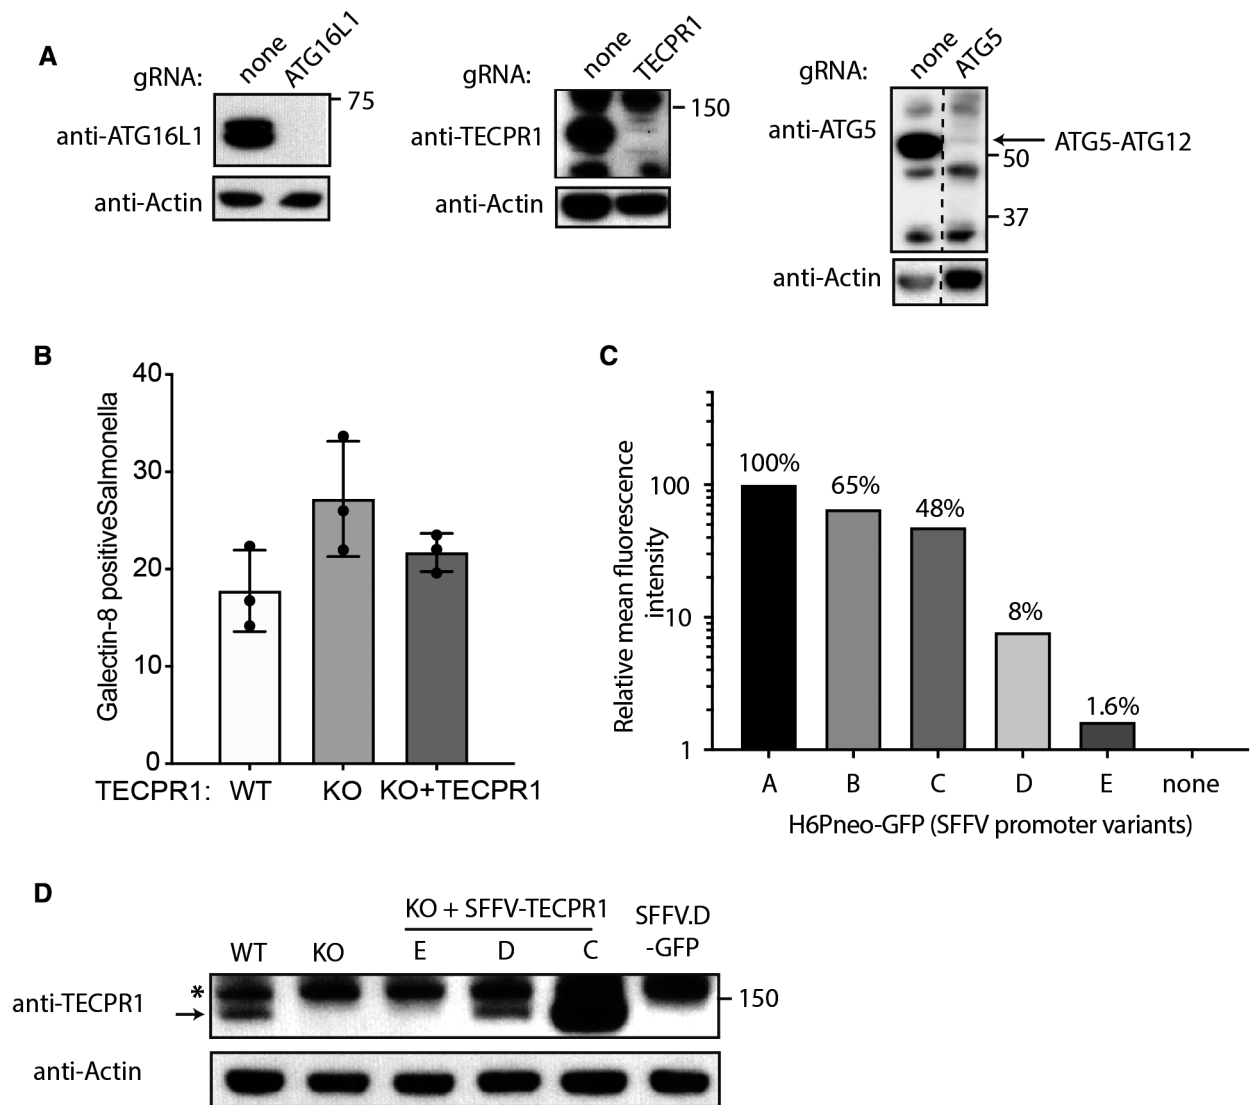 A
gRNA:
none
ATG16L1
75
anti-ATG16L1
anti-Actin
gRNA:
none
TECPR1
150
anti-TECPR1
anti-Actin
gRNA:
none
ATG5
anti-ATG5
ATG5-ATG12
50
37
anti-Actin
B
Galectin-8 positiveSalmonella
40
30
20
10
0
TECPR1: WT KO KO+TECPR1
C
Relative mean fluorescence
intensity
100
10
1
100%
65%
48%
8%
1.6%
A B C D E none
H6Pneo-GFP (SFFV promoter variants)
D
KO + SFFV-TECPR1
SFFV.D
-GFP
WT KO E D C
anti-TECPR1
*
150
anti-Actin